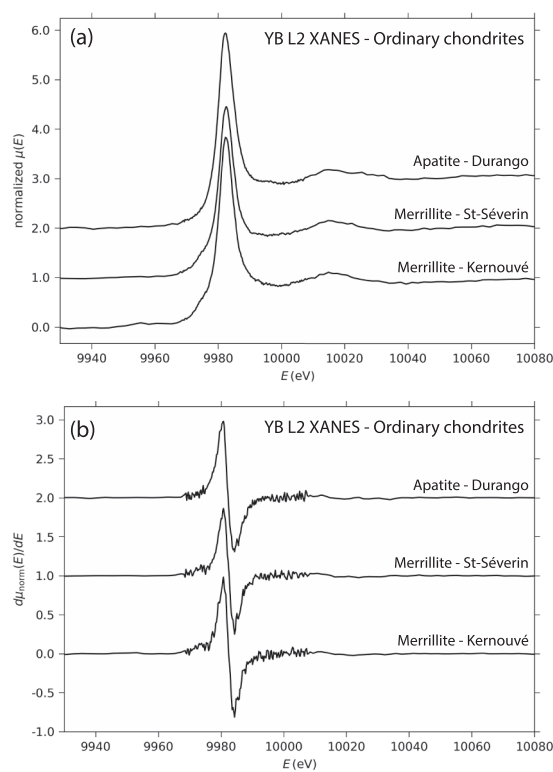 (a) YB L2 XANES - Ordinary chondrites
6.0
5.0
4.0
3.0
2.0
1.0
0.0
normalized μ(E)
Apatite - Durango
Merrillite - St-Séverin
Merrillite - Kernouvé
9940 9960 9980 10000 10020 10040 10060 10080
E (eV)
(b) YB L2 XANES - Ordinary chondrites
3.0
2.5
2.0
1.5
1.0
0.5
0.0
-0.5
-1.0
dμnorm(E)/dE
Apatite - Durango
Merrillite - St-Séverin
Merrillite - Kernouvé
9940 9960 9980 10000 10020 10040 10060 10080
E (eV)